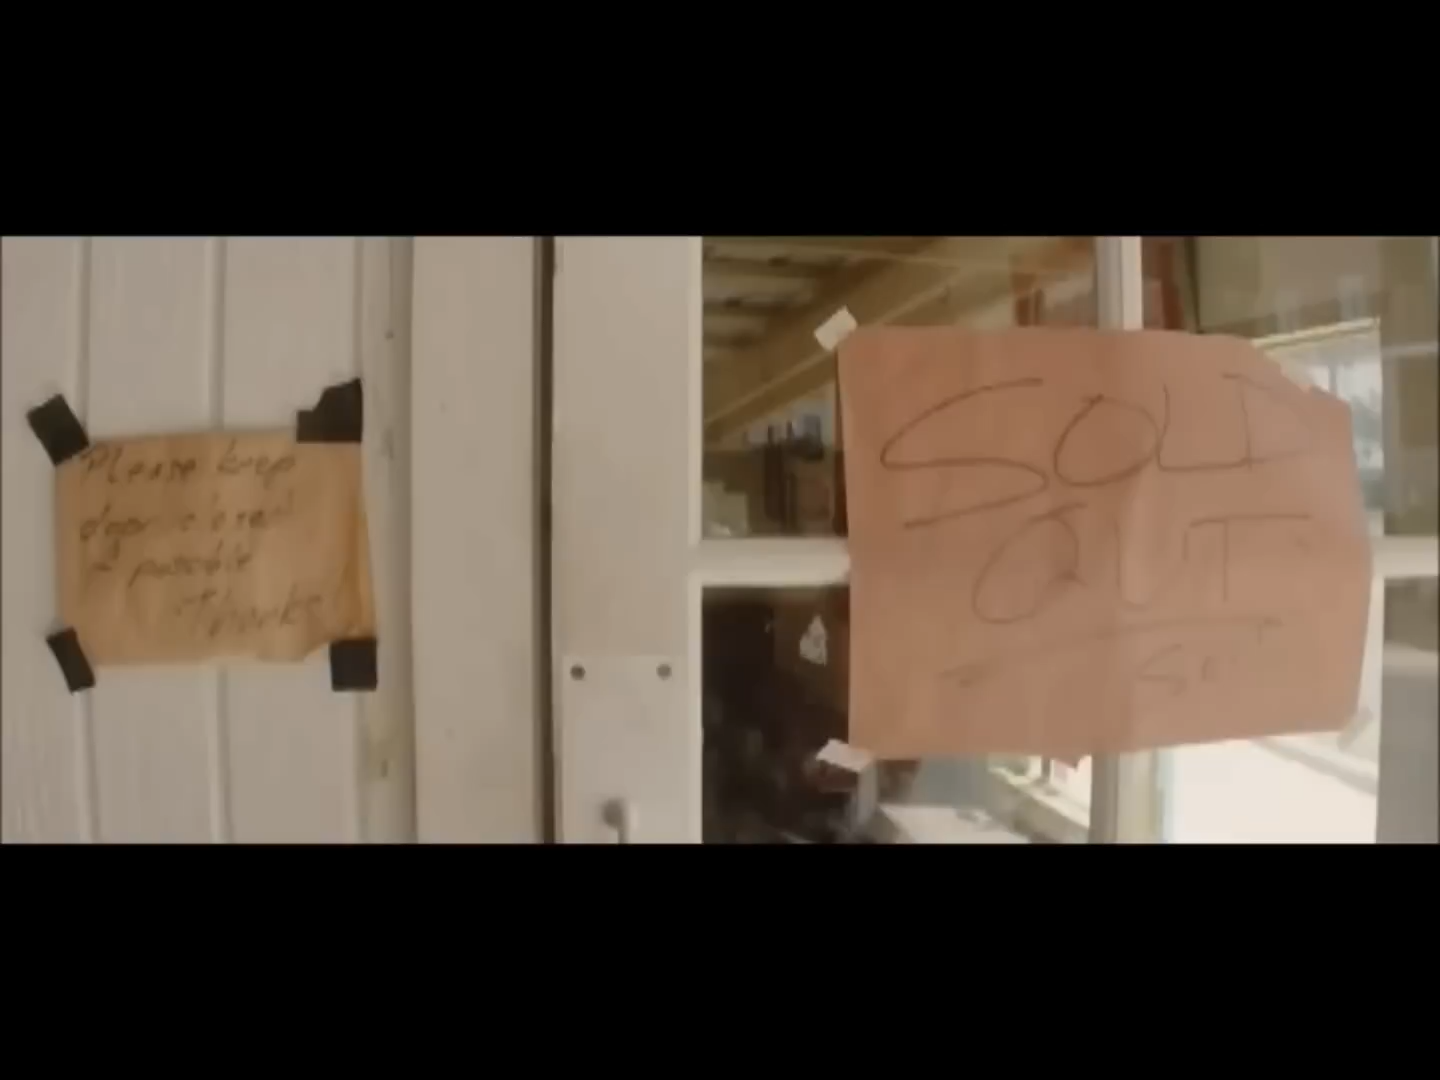 Please keep
door closed
if possible
Thanks
SOLD
OUT